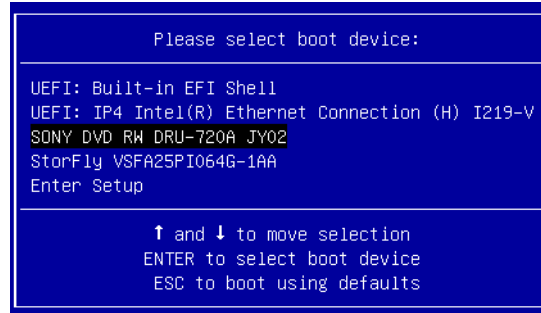 Please select boot device:
UEFI: Built-in EFI Shell
UEFI: IP4 Intel(R) Ethernet Connection (H) I219-V
SONY DVD RW DRU-720A JY02
StorFly VSFA25PI064G-1AA
Enter Setup
↑ and ↓ to move selection
ENTER to select boot device
ESC to boot using defaults